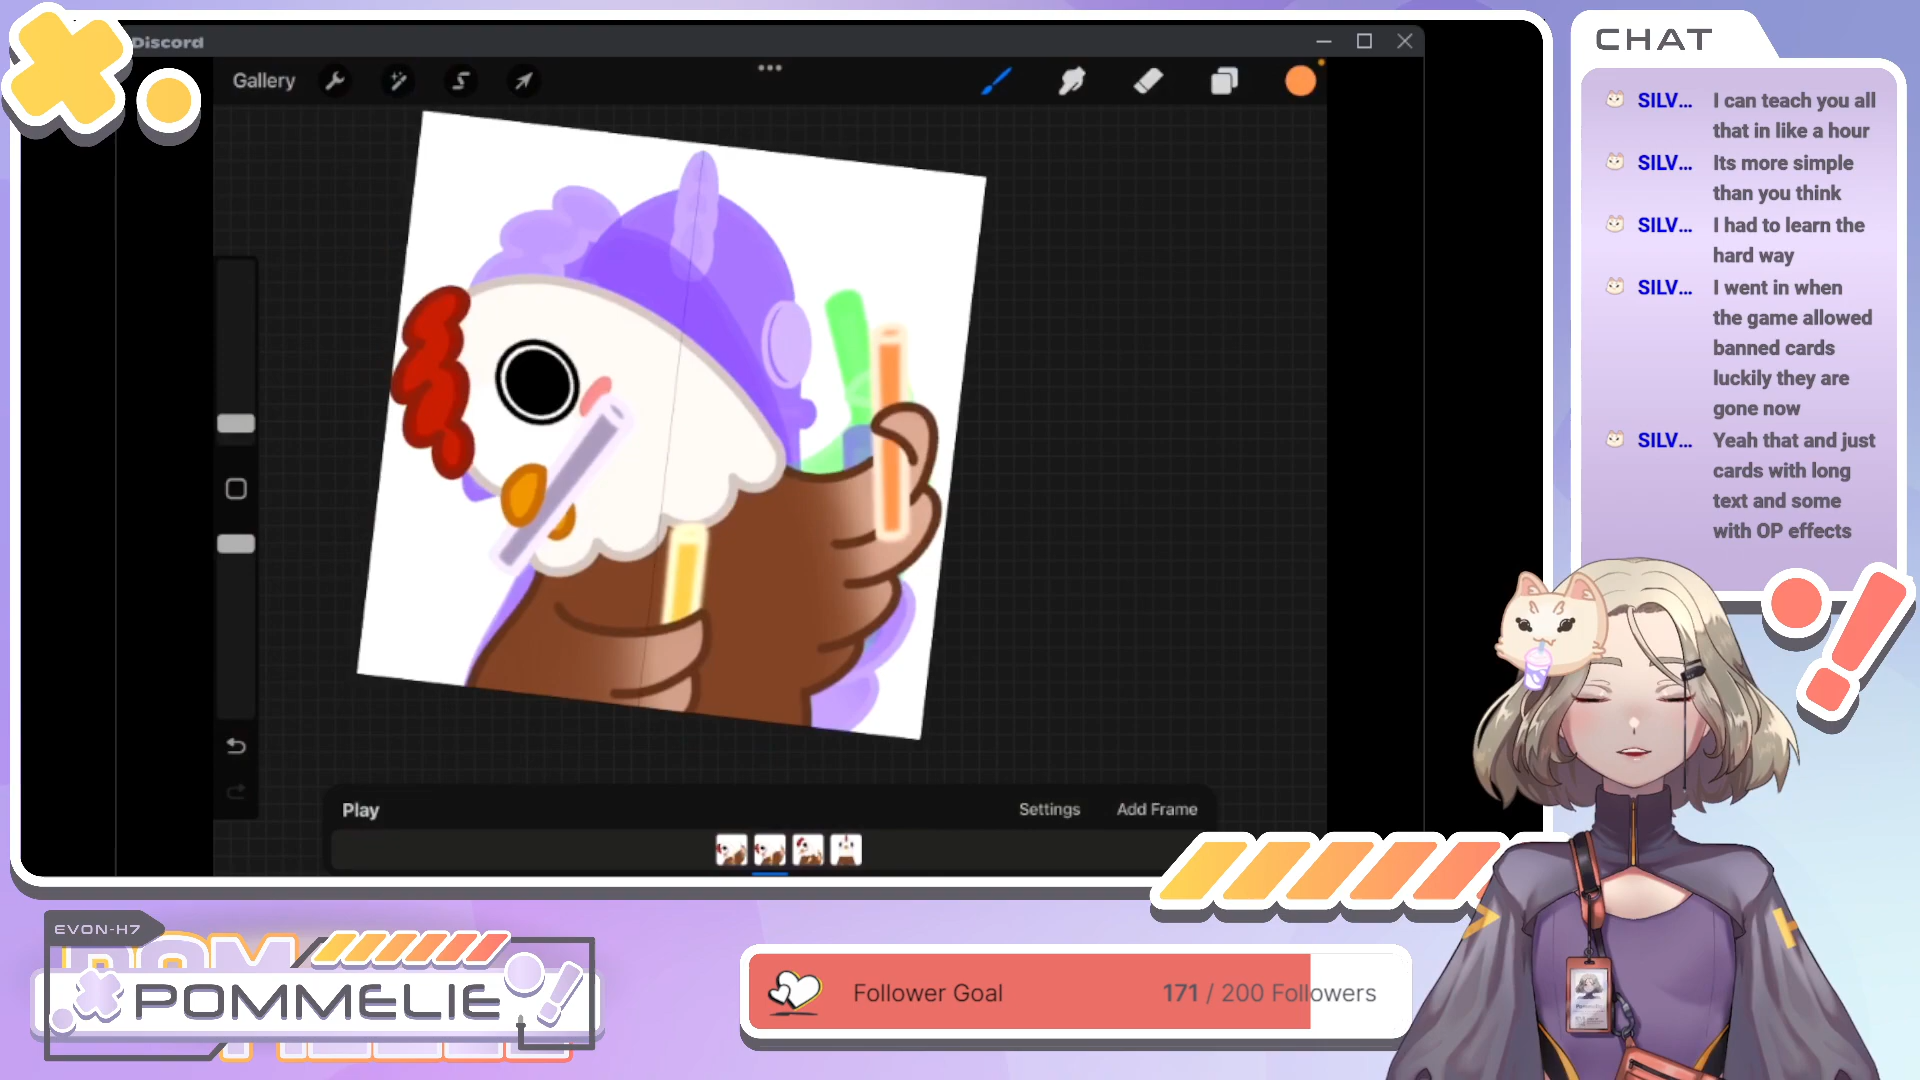 Discord
Gallery
Play
Settings
Add Frame
CHAT
SILV... I can teach you all
that in like a hour
SILV... Its more simple
than you think
SILV... I had to learn the
hard way
SILV... I went in when
the game allowed
banned cards
luckily they are
gone now
SILV... Yeah that and just
cards with long
text and some
with OP effects
EVON-H7
POMMELIE
Follower Goal
171 / 200 Followers